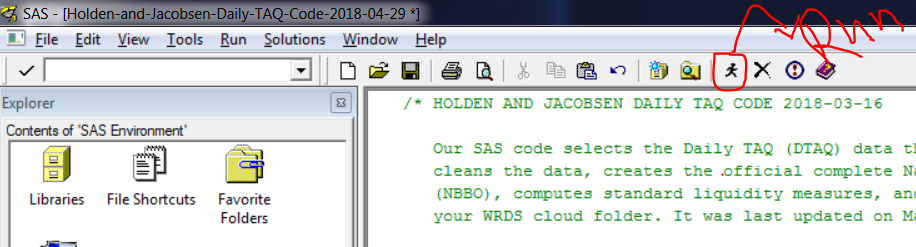 SAS - [Holden-and-Jacobsen-Daily-TAQ-Code-2018-04-29 *]
File Edit View Tools Run Solutions Window Help
Run
Explorer
Contents of 'SAS Environment'
Libraries File Shortcuts Favorite Folders
/* HOLDEN AND JACOBSEN DAILY TAQ CODE 2018-03-16
Our SAS code selects the Daily TAQ (DTAQ) data th
cleans the data, creates the official complete Na
(NBBO), computes standard liquidity measures, an
your WRDS cloud folder. It was last updated on Ma